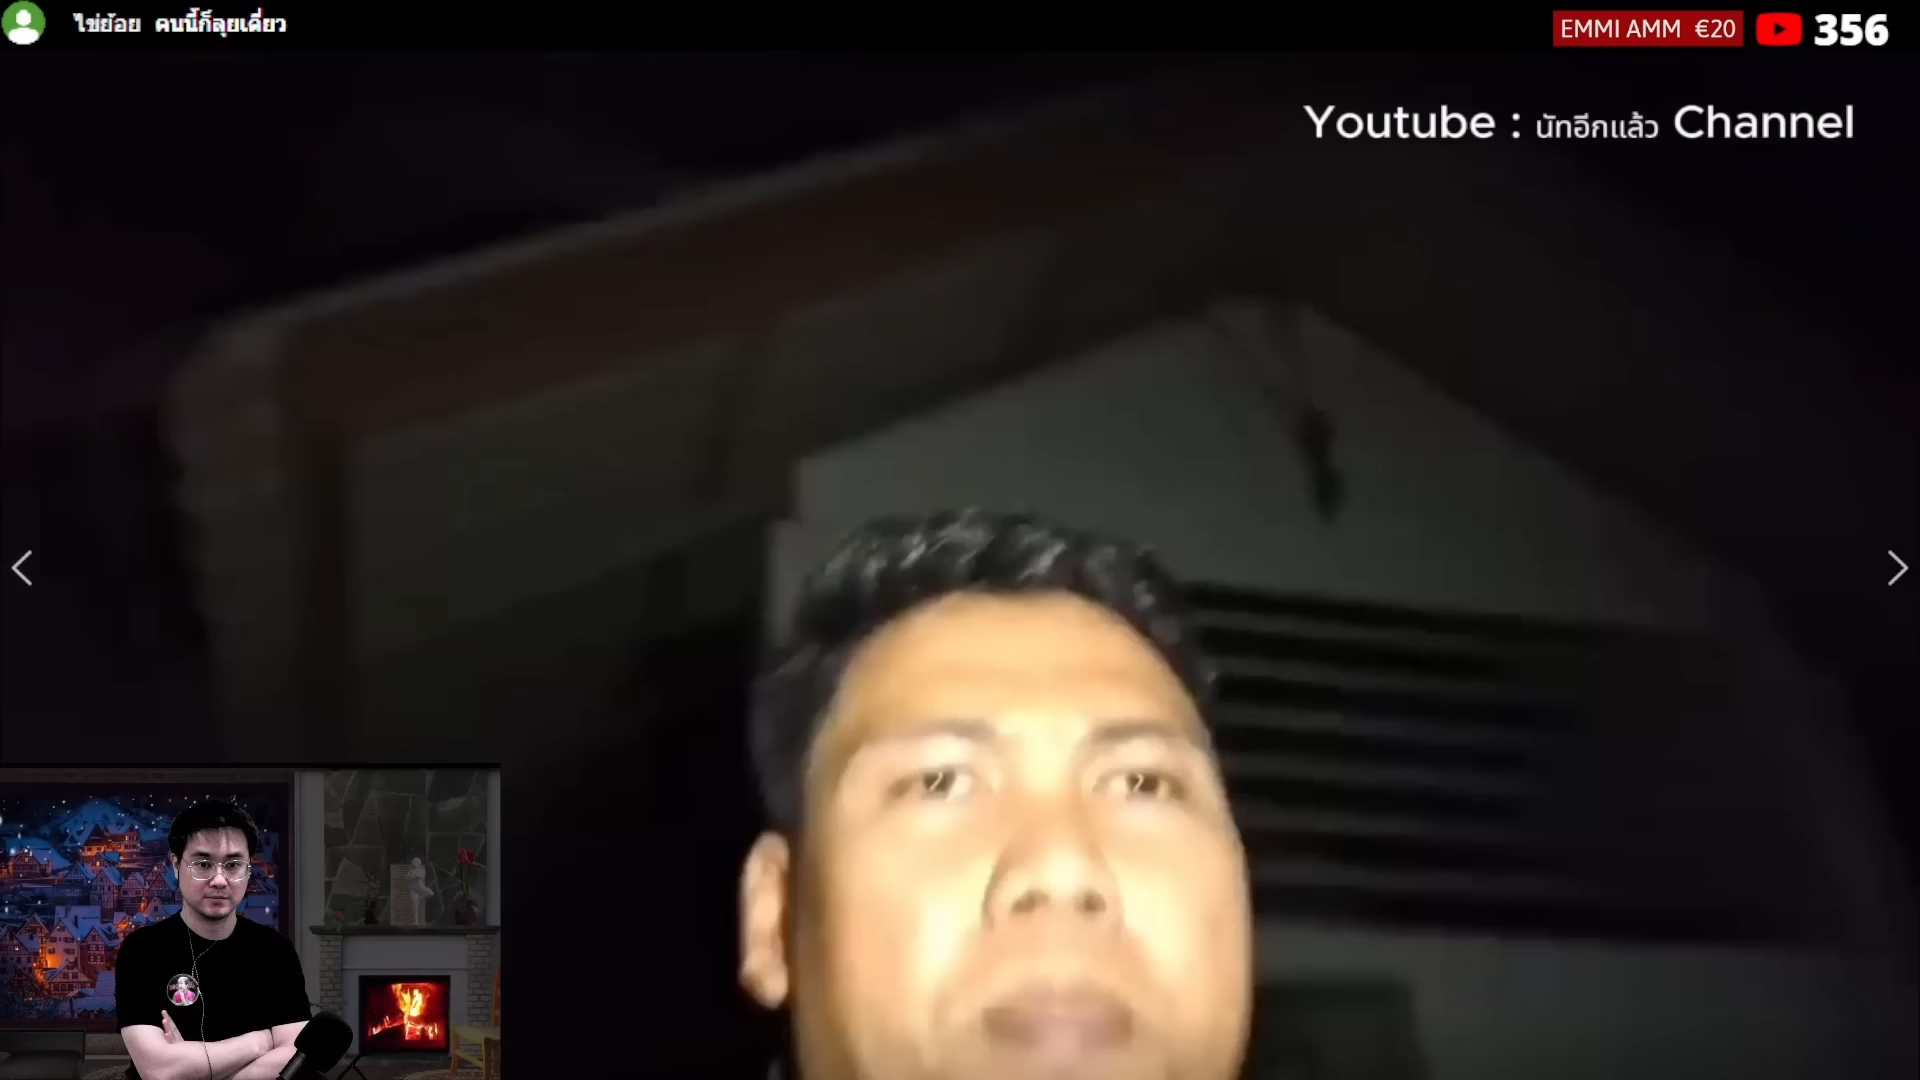 ไข่ย้อย คนนี้ก็ลุยเดี่ยว
EMMI AMM €20 356
Youtube : นัทอีกแล้ว Channel